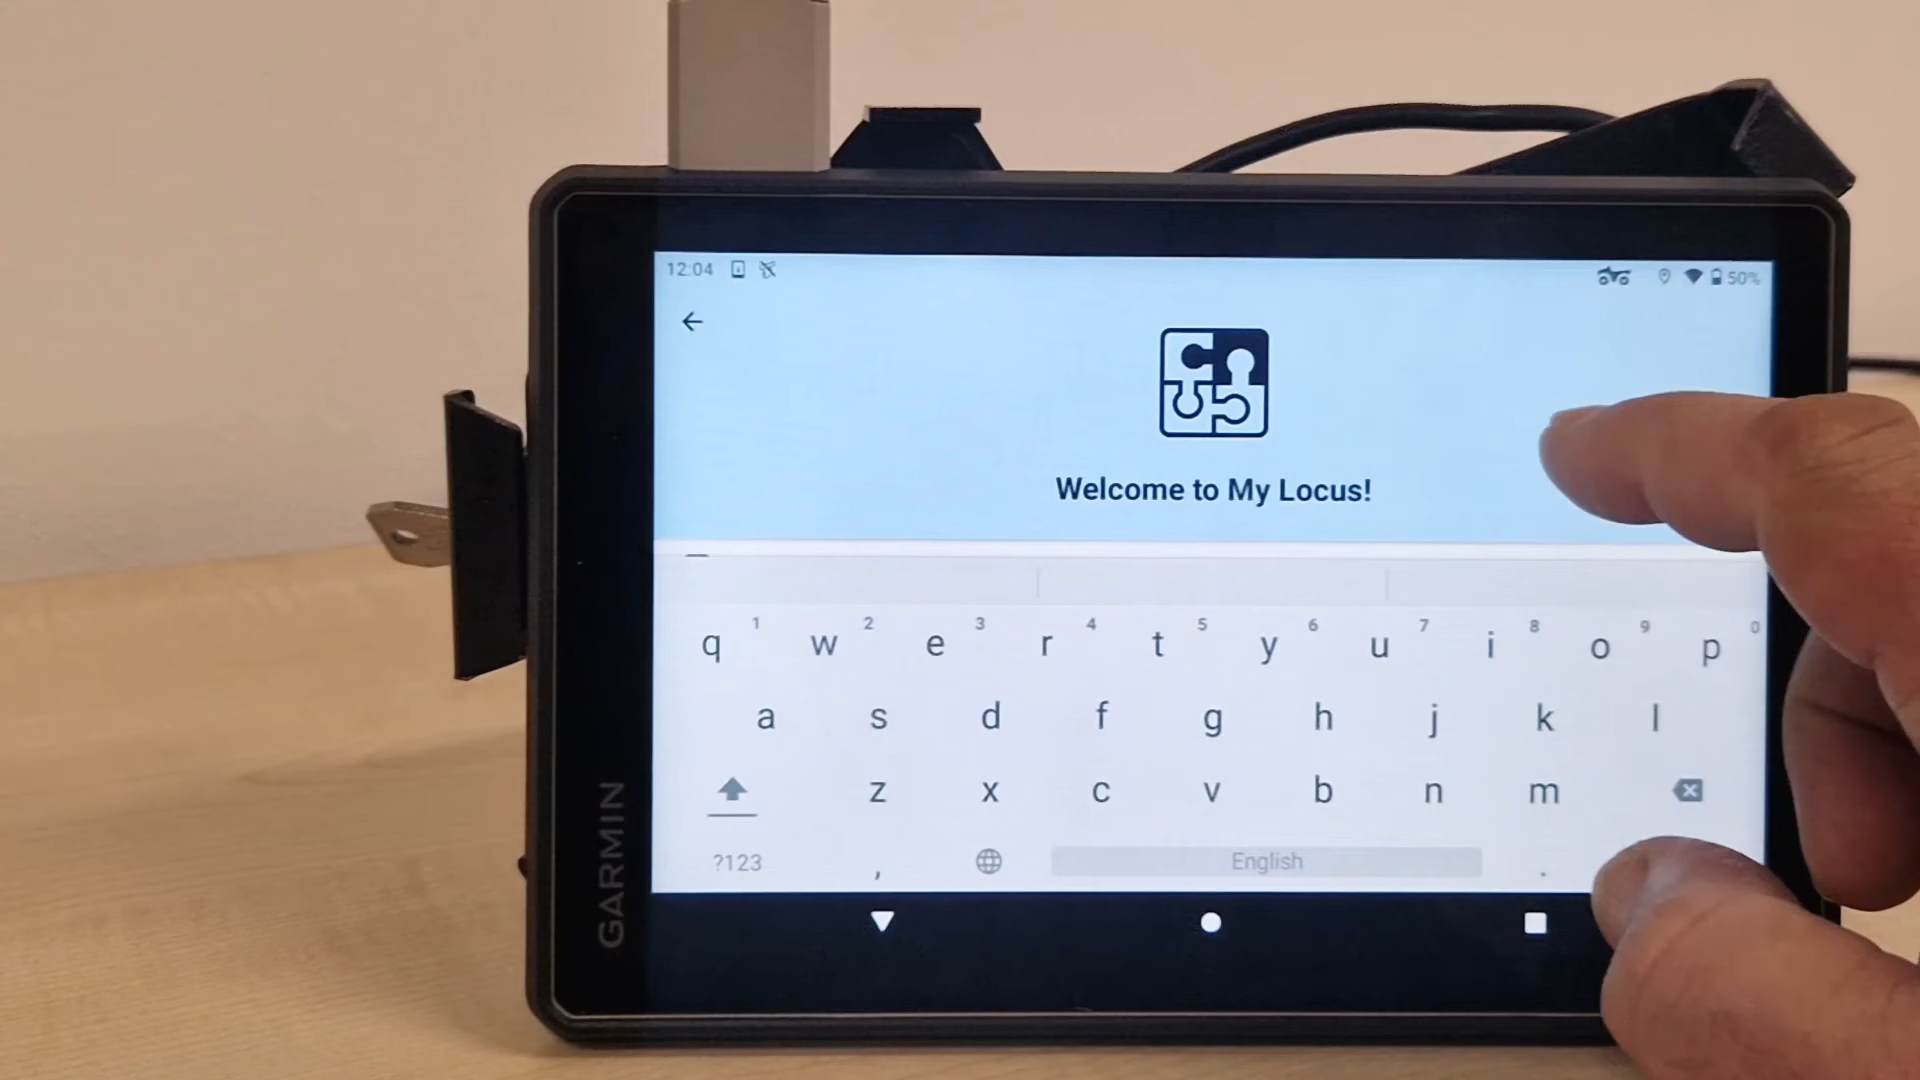 12:04
50%
Welcome to My Locus!
1 2 3 4 5 6 7 8 9 0
q w e r t y u i o p
a s d f g h j k l
z x c v b n m
?123 , English .
GARMIN